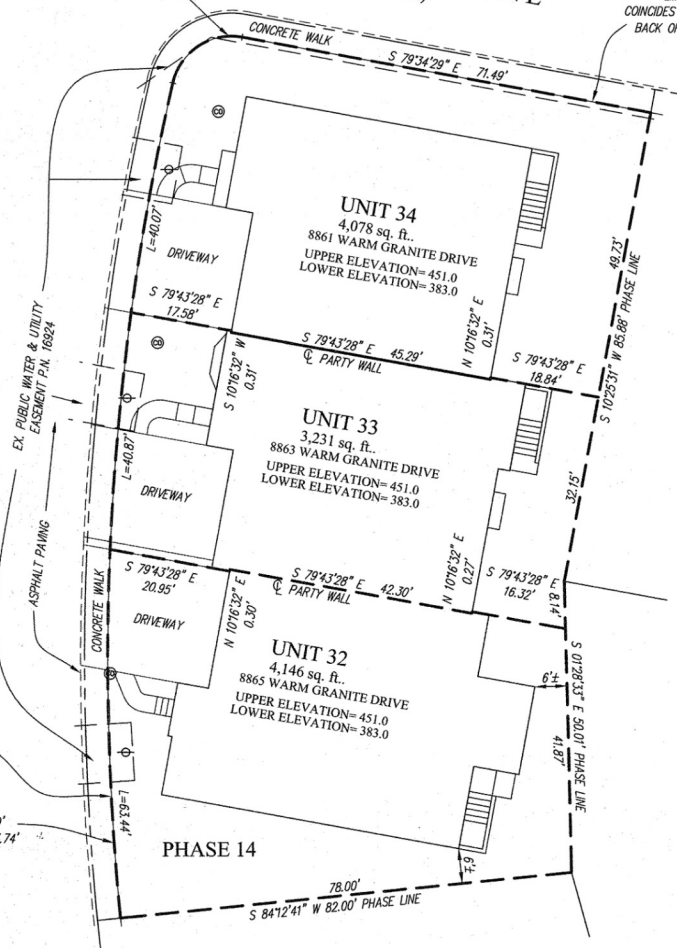 COINCIDES
BACK OF
CONCRETE WALK
S 79°34'29" E 71.49'
CO
UNIT 34
4,078 sq. ft..
8861 WARM GRANITE DRIVE
UPPER ELEVATION= 451.0
LOWER ELEVATION= 383.0
L=40.07'
DRIVEWAY
S 79°43'28" E
17.58'
49.73'
S 10°25'31" W 85.88' PHASE LINE
N 10°16'32" E
0.31'
S 79°43'28" E 45.29'
℄ PARTY WALL
S 79°43'28" E
18.84'
CO
S 10°16'32" W
0.31'
EX. PUBLIC WATER & UTILITY
EASEMENT P.N. 16924
UNIT 33
3,231 sq. ft..
8863 WARM GRANITE DRIVE
UPPER ELEVATION= 451.0
LOWER ELEVATION= 383.0
L=40.87'
DRIVEWAY
32.15'
ASPHALT PAVING
CONCRETE WALK
S 79°43'28" E
20.95'
DRIVEWAY
N 10°16'32" E
0.30'
S 79°43'28" E 42.30'
℄ PARTY WALL
N 10°16'32" E
0.27'
S 79°43'28" E
16.32'
8.14'
UNIT 32
4,146 sq. ft..
8865 WARM GRANITE DRIVE
UPPER ELEVATION= 451.0
LOWER ELEVATION= 383.0
CO
6'±
S 01°28'33" E 50.01' PHASE LINE
41.87'
L=63.44'
.74'
PHASE 14
6'±
78.00'
S 84°12'41" W 82.00' PHASE LINE